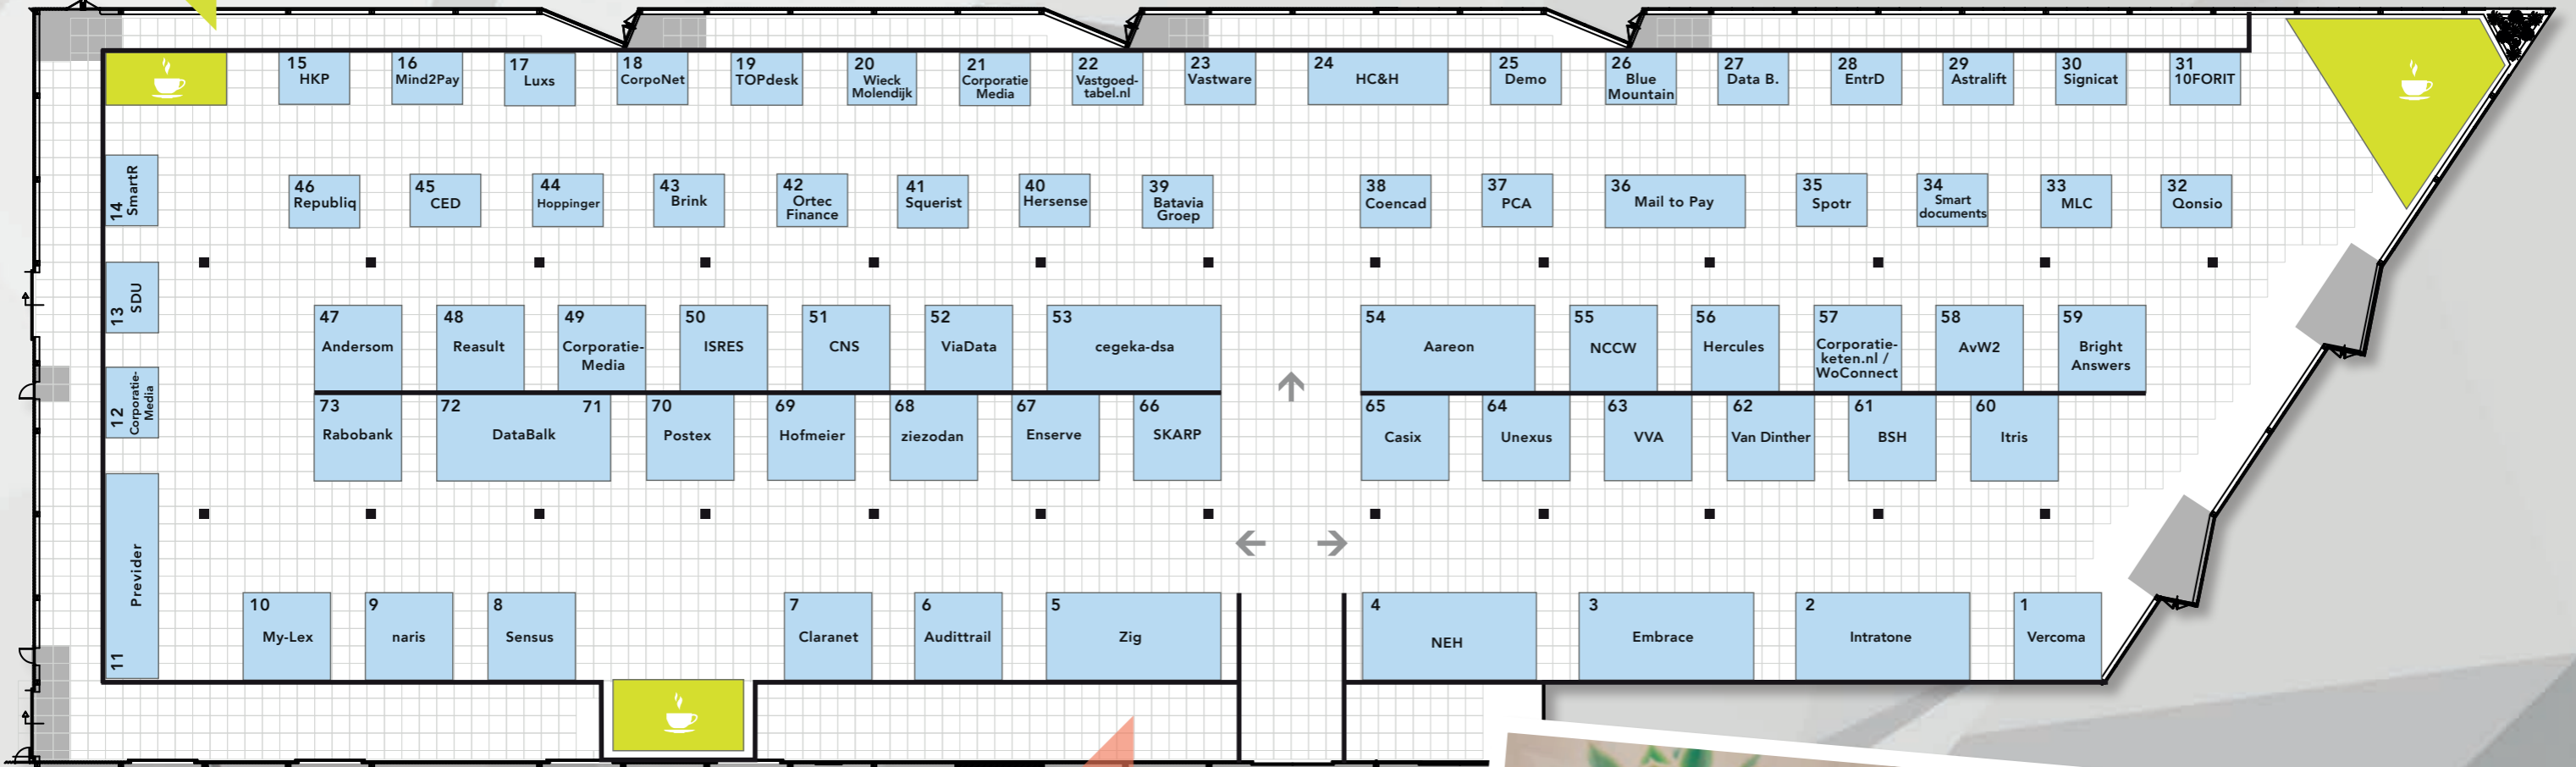 15
HKP
16
Mind2Pay
17
Luxs
18
CorpoNet
19
TOPdesk
20
Wieck
Molendijk
21
Corporatie
Media
22
Vastgoed-
tabel.nl
23
Vastware
24
HC&H
25
Demo
26
Blue
Mountain
27
Data B.
28
EntrD
29
Astralift
30
Signicat
31
10FORIT
14
SmartR
46
Republiq
45
CED
44
Hoppinger
43
Brink
42
Ortec
Finance
41
Squerist
40
Hersense
39
Batavia
Groep
38
Coencad
37
PCA
36
Mail to Pay
35
Spotr
34
Smart
documents
33
MLC
32
Qonsio
13
SDU
47
Andersom
48
Reasult
49
Corporatie-
Media
50
ISRES
51
CNS
52
ViaData
53
cegeka-dsa
54
Aareon
55
NCCW
56
Hercules
57
Corporatie-
keten.nl /
WoConnect
58
AvW2
59
Bright
Answers
12
Corporatie-
Media
73
Rabobank
72
71
DataBalk
70
Postex
69
Hofmeier
68
ziezodan
67
Enserve
66
SKARP
65
Casix
64
Unexus
63
VVA
62
Van Dinther
61
BSH
60
Itris
11
Previder
10
My-Lex
9
naris
8
Sensus
7
Claranet
6
Audittrail
5
Zig
4
NEH
3
Embrace
2
Intratone
1
Vercoma